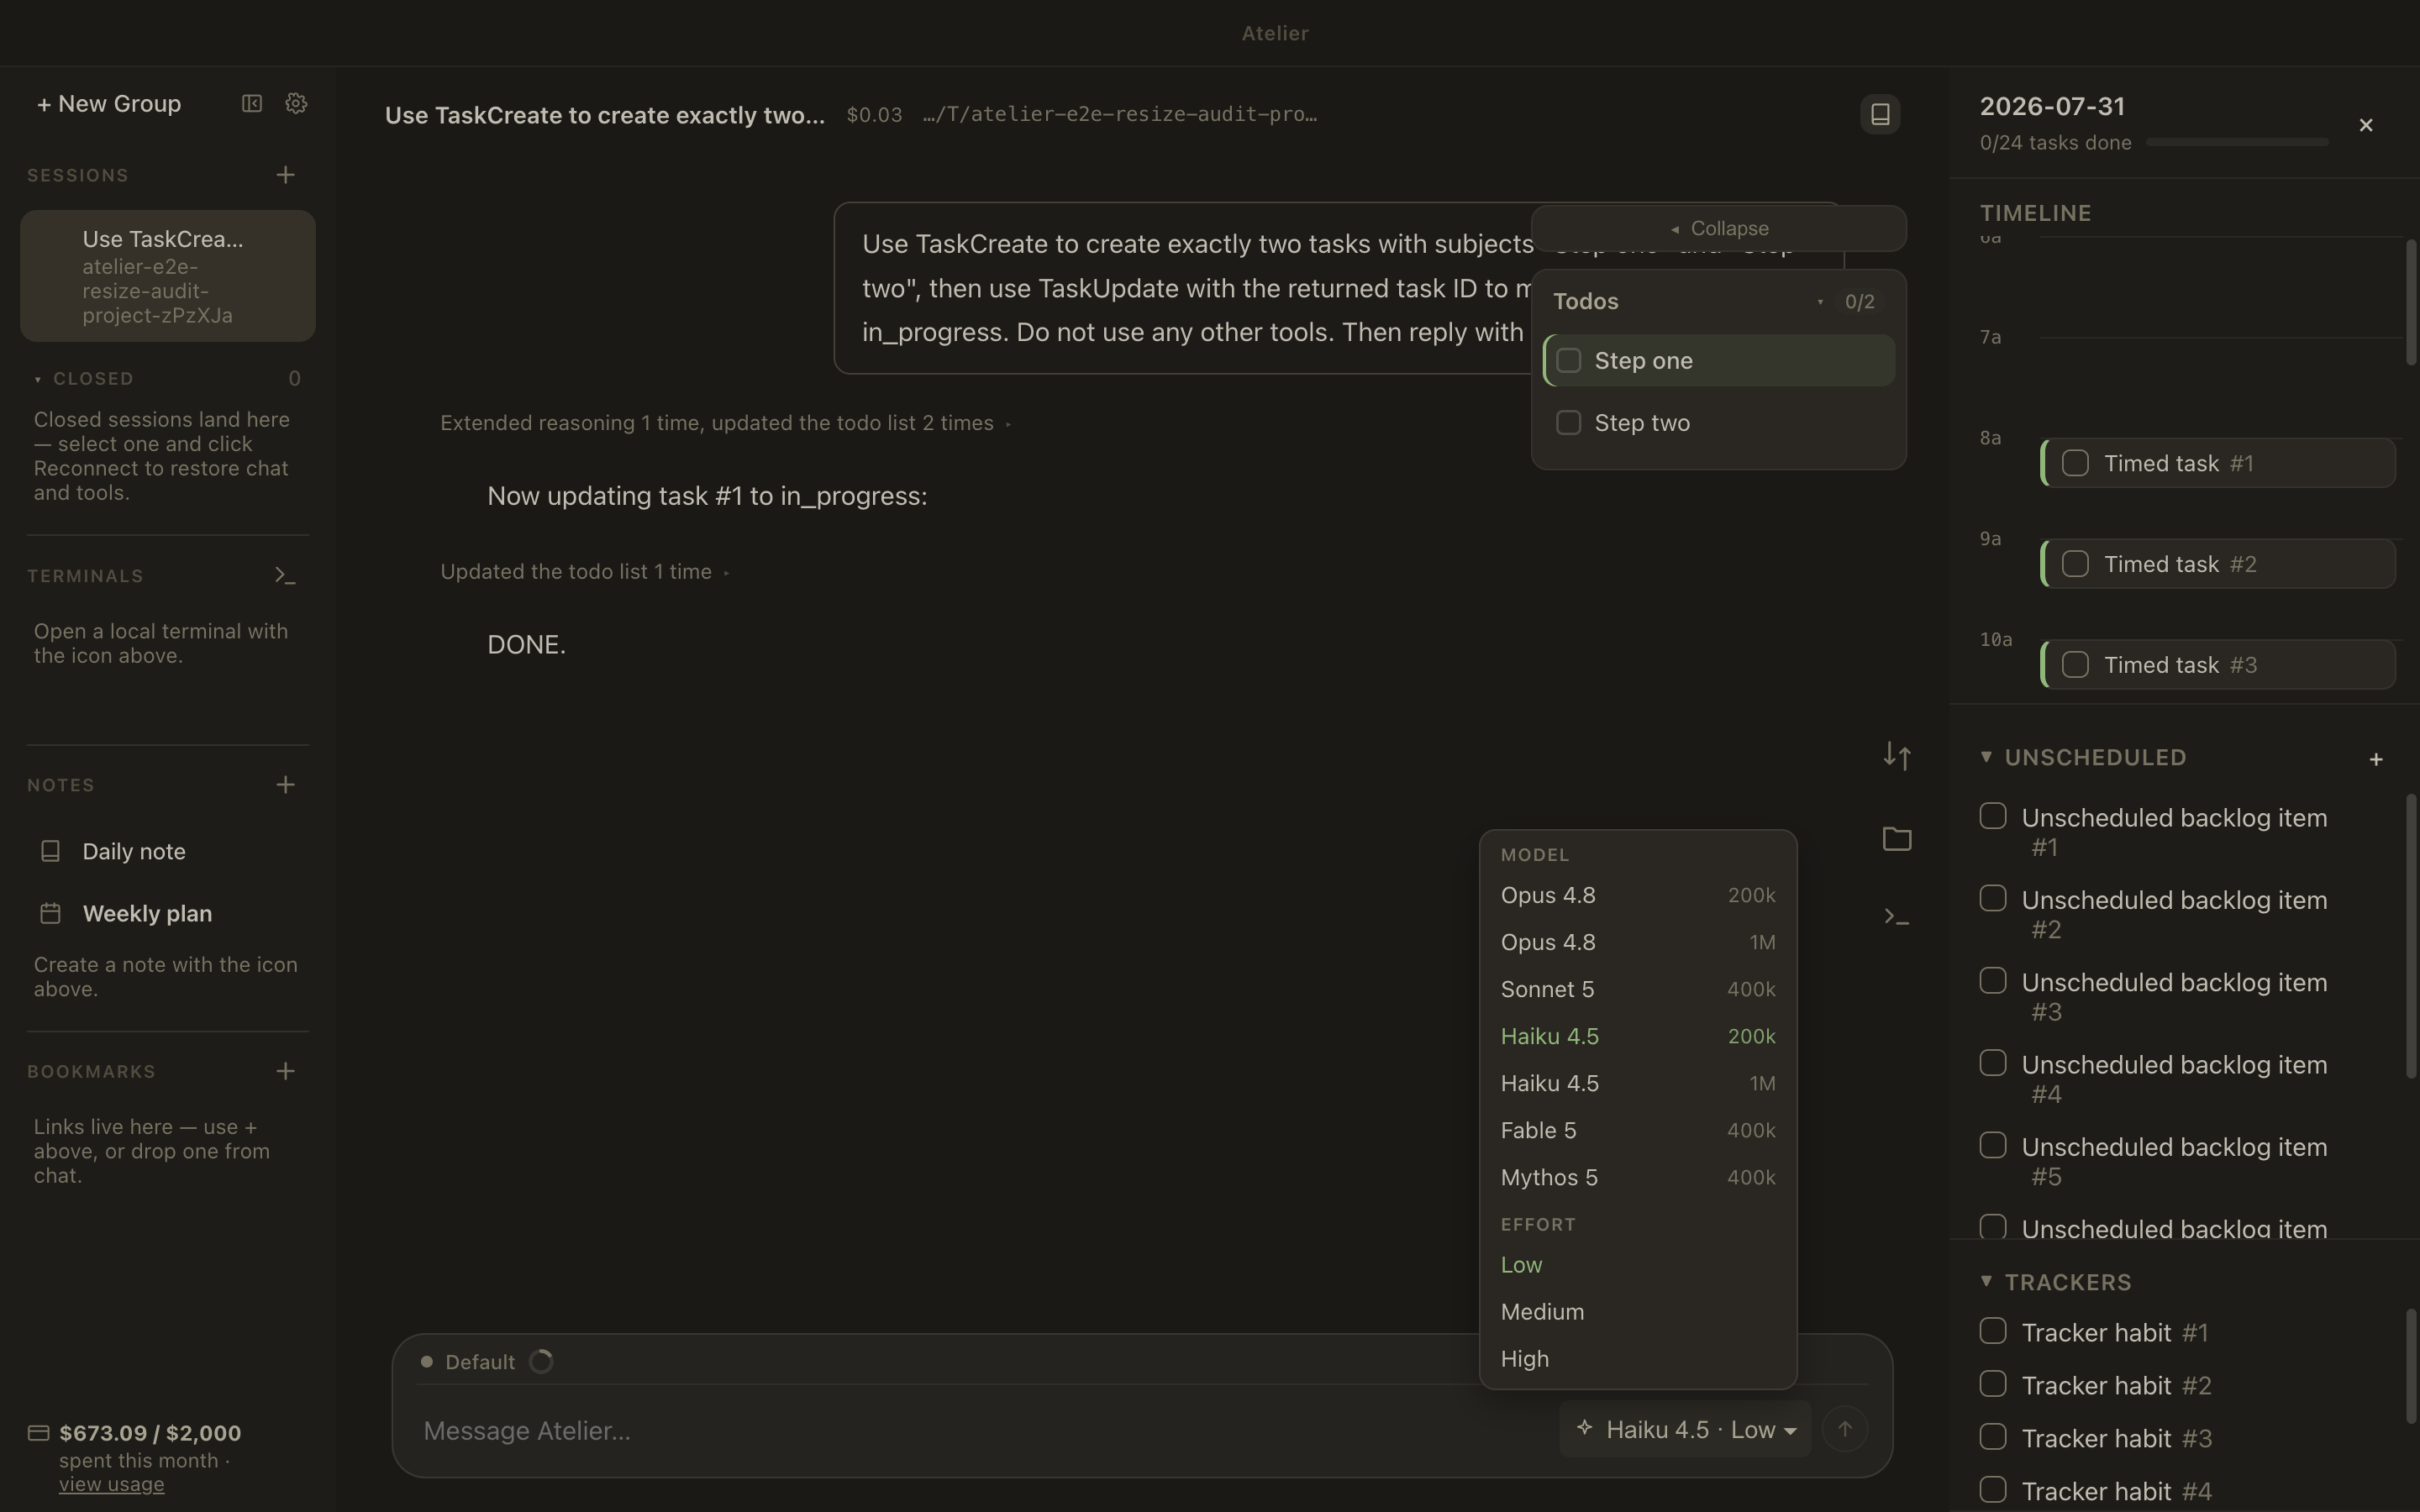 Atelier
+ New Group
SESSIONS
Use TaskCrea...
atelier-e2e-
resize-audit-
project-zPzXJa
CLOSED 0
Closed sessions land here
— select one and click
Reconnect to restore chat
and tools.
TERMINALS
Open a local terminal with
the icon above.
NOTES
Daily note
Weekly plan
Create a note with the icon
above.
BOOKMARKS
Links live here — use +
above, or drop one from
chat.
$673.09 / $2,000
spent this month ·
view usage
Use TaskCreate to create exactly two... $0.03 …/T/atelier-e2e-resize-audit-pro…
Use TaskCreate to create exactly two tasks with subjects
two", then use TaskUpdate with the returned task ID to
in_progress. Do not use any other tools. Then reply with
Collapse
Todos 0/2
Step one
Step two
Extended reasoning 1 time, updated the todo list 2 times
Now updating task #1 to in_progress:
Updated the todo list 1 time
DONE.
MODEL
Opus 4.8 200k
Opus 4.8 1M
Sonnet 5 400k
Haiku 4.5 200k
Haiku 4.5 1M
Fable 5 400k
Mythos 5 400k
EFFORT
Low
Medium
High
Default
Message Atelier...
Haiku 4.5 · Low
2026-07-31
0/24 tasks done
TIMELINE
7a
8a
Timed task #1
9a
Timed task #2
10a
Timed task #3
UNSCHEDULED +
Unscheduled backlog item
#1
Unscheduled backlog item
#2
Unscheduled backlog item
#3
Unscheduled backlog item
#4
Unscheduled backlog item
#5
Unscheduled backlog item
TRACKERS
Tracker habit #1
Tracker habit #2
Tracker habit #3
Tracker habit #4